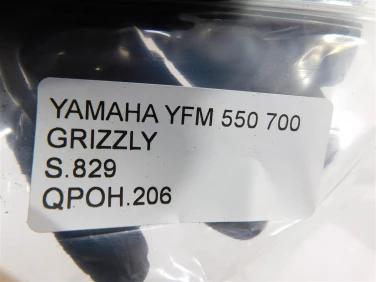 YAMAHA YFM 550 700
GRIZZLY
S.829
QPOH.206